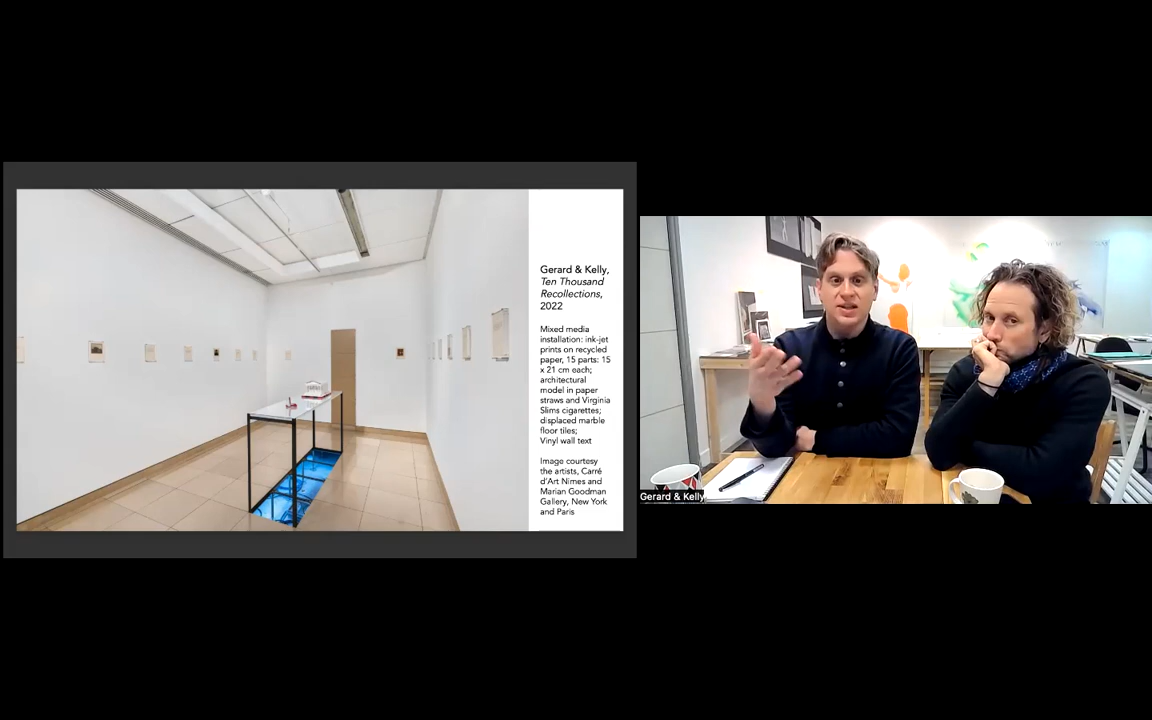 Gerard & Kelly,
Ten Thousand
Recollections,
2022
Mixed media
installation: ink-jet
prints on recycled
paper, 15 parts: 15
x 21 cm each;
architectural
model in paper
straws and Virginia
Slims cigarettes;
displaced marble
floor tiles;
Vinyl wall text
Image courtesy
the artists, Carré
d'Art Nimes and
Marian Goodman
Gallery, New York
and Paris
Gerard & Kelly